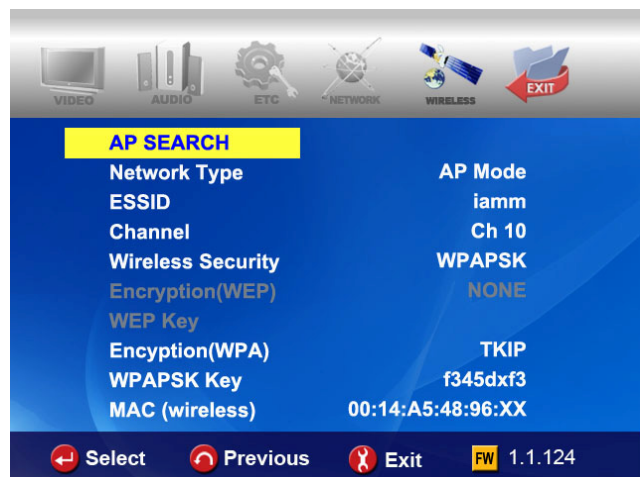 VIDEO AUDIO ETC NETWORK WIRELESS EXIT
AP SEARCH
Network Type AP Mode
ESSID iamm
Channel Ch 10
Wireless Security WPAPSK
Encryption(WEP) NONE
WEP Key
Encyption(WPA) TKIP
WPAPSK Key f345dxf3
MAC (wireless) 00:14:A5:48:96:XX
Select Previous Exit FW 1.1.124